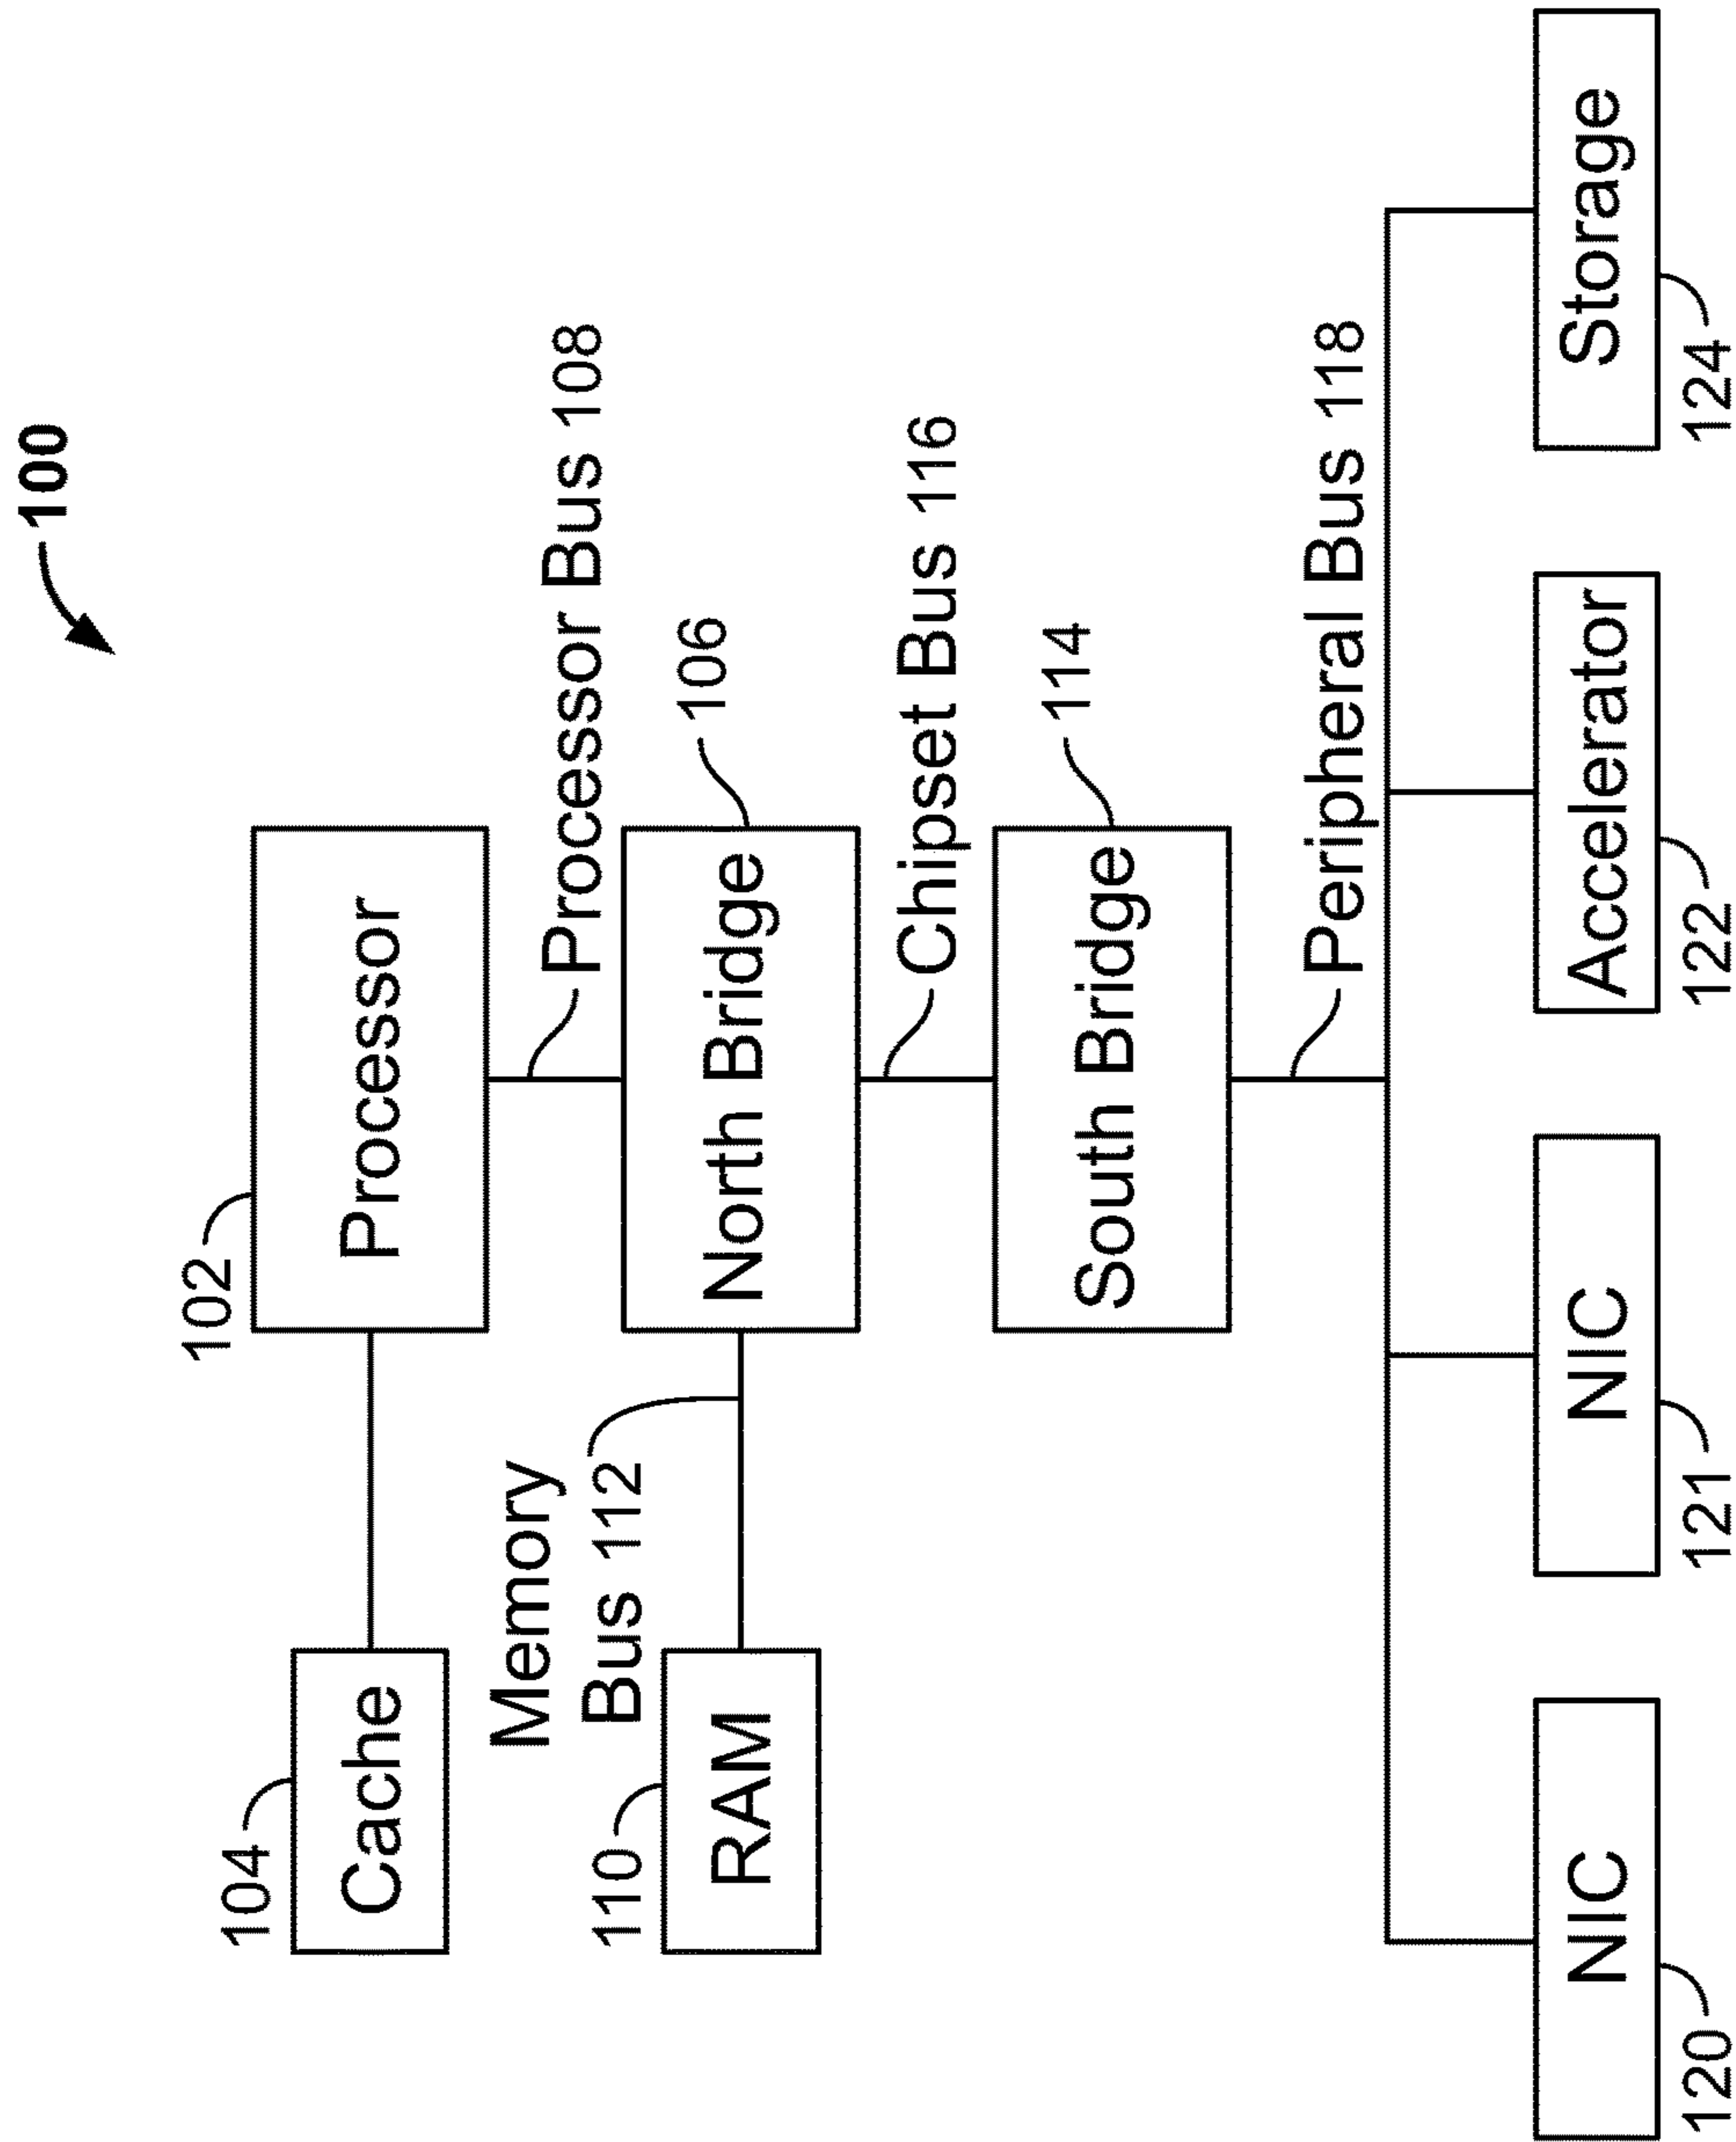 100
102
Processor
104
Cache
Processor Bus 108
Memory
Bus 112
106
North Bridge
110
RAM
Chipset Bus 116
114
South Bridge
Peripheral Bus 118
NIC
NIC
Accelerator
Storage
120
121
122
124